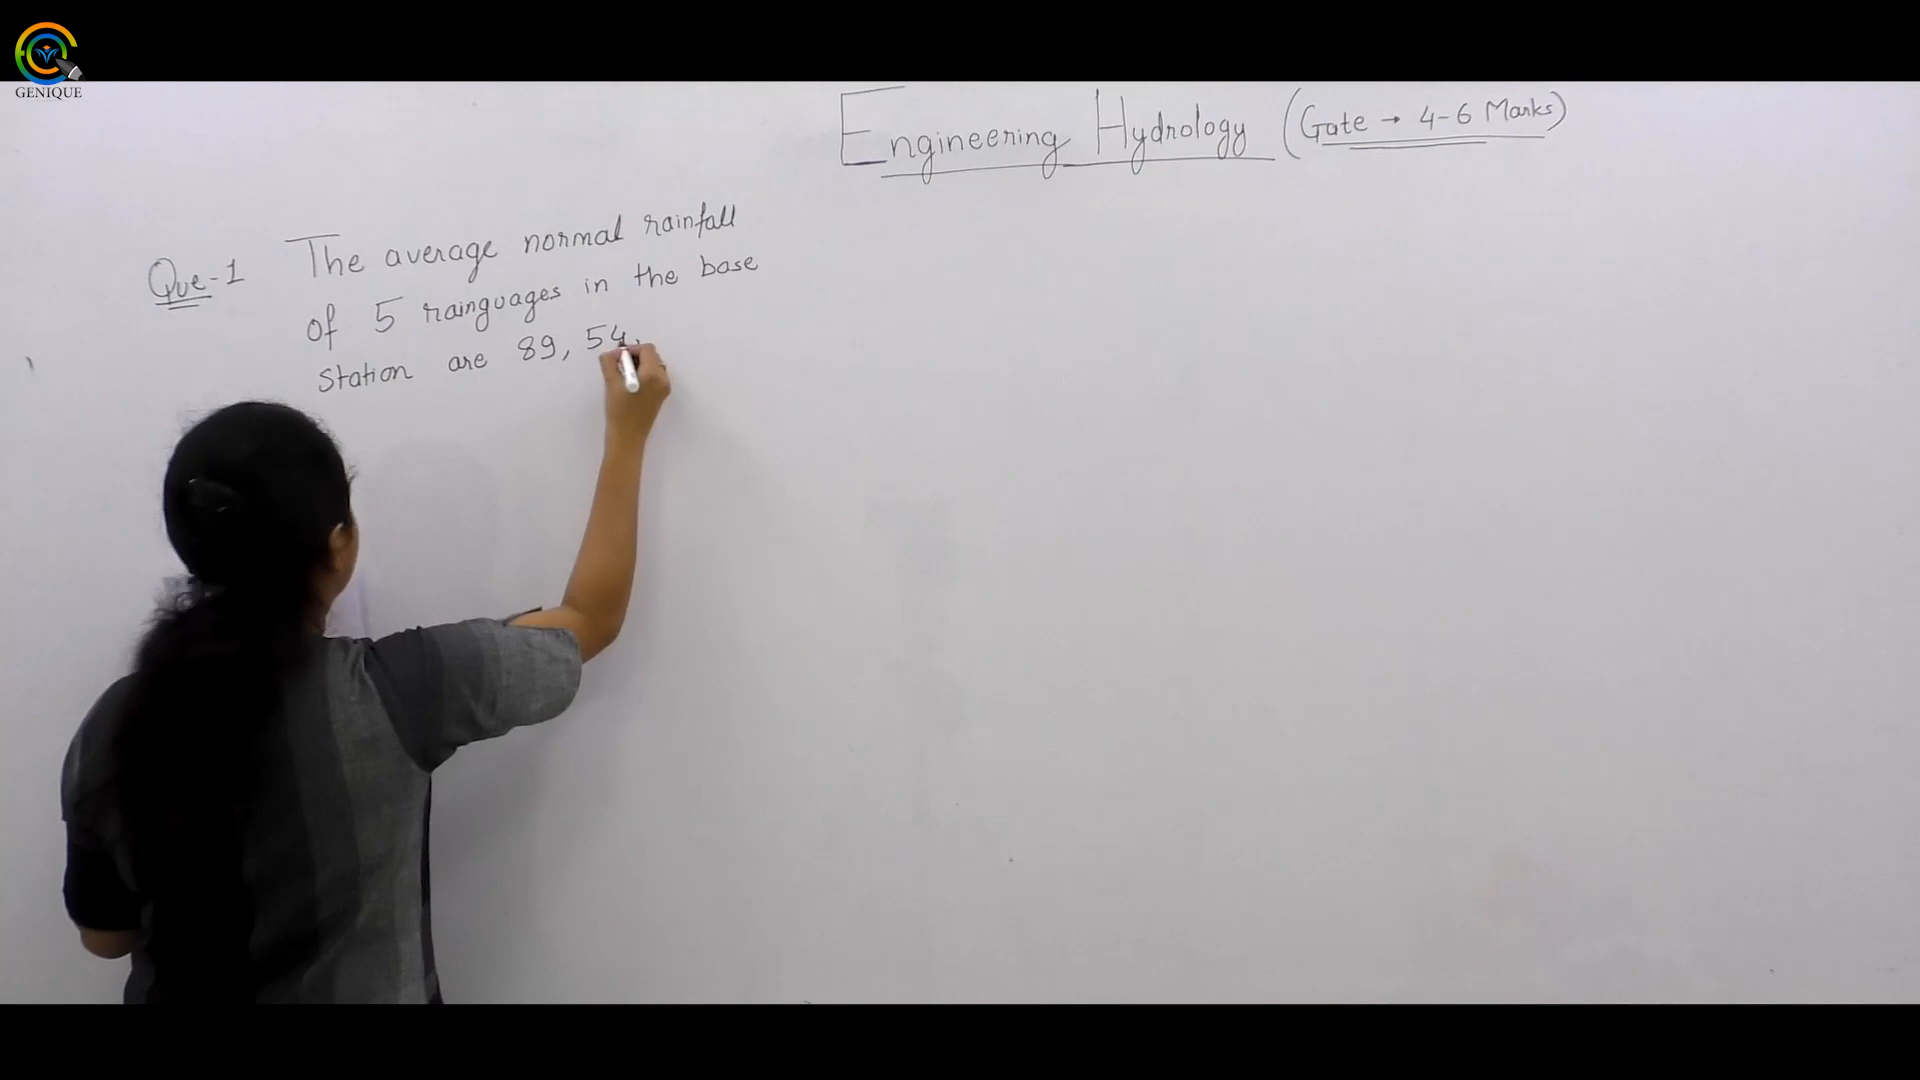 GENIQUE
Engineering Hydrology (Gate → 4-6 Marks)
Que-1 The average normal rainfall
of 5 rainguages in the base
Station are 89, 54,